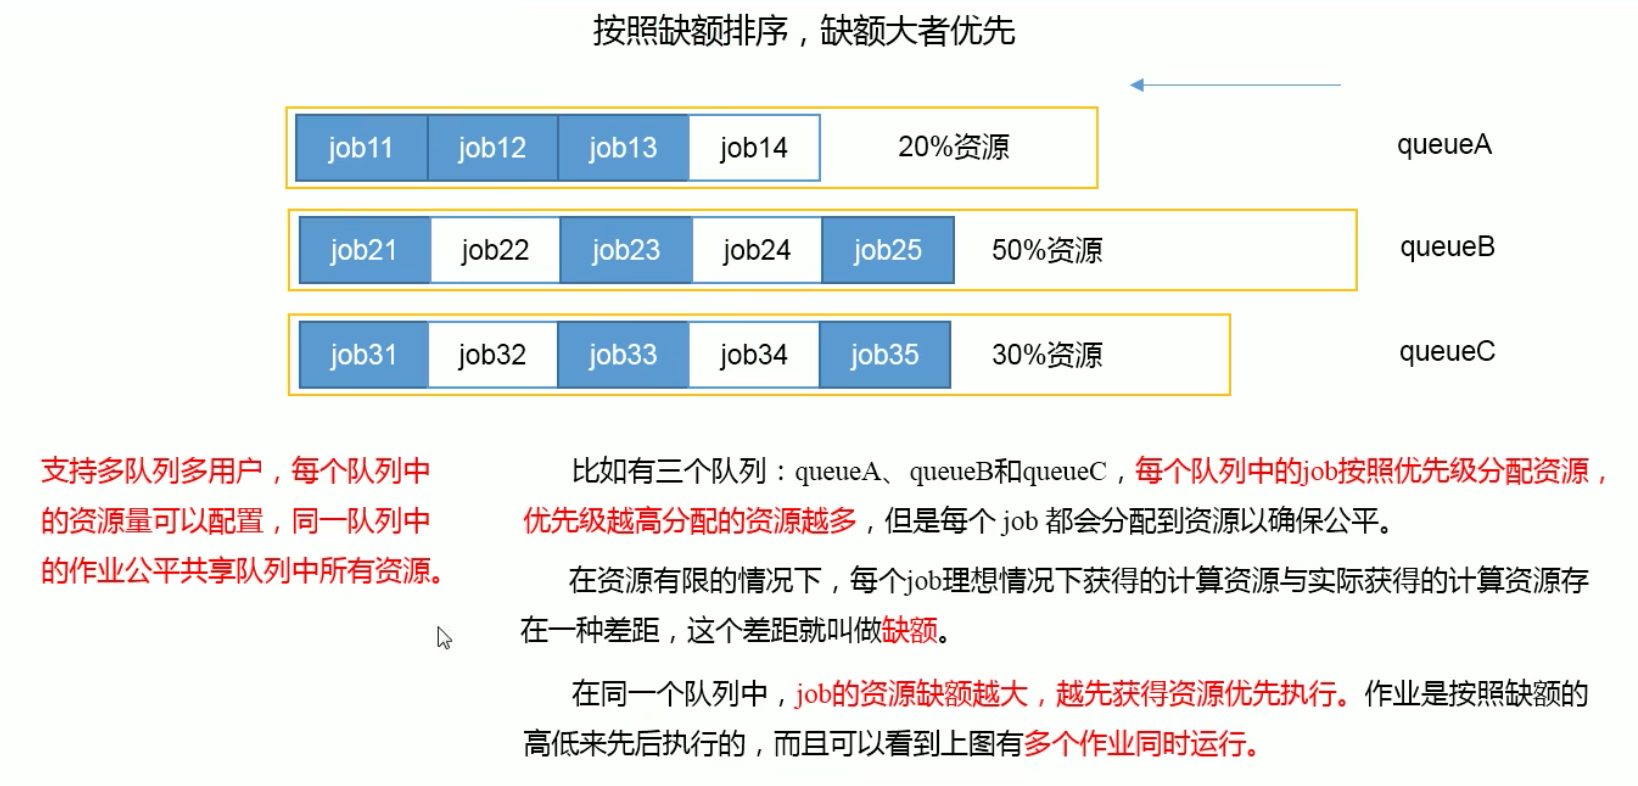 按照缺额排序，缺额大者优先
job11 job12 job13 job14 20%资源 queueA
job21 job22 job23 job24 job25 50%资源 queueB
job31 job32 job33 job34 job35 30%资源 queueC
支持多队列多用户，每个队列中
的资源量可以配置，同一队列中
的作业公平共享队列中所有资源。
比如有三个队列：queueA、queueB和queueC，每个队列中的job按照优先级分配资源，
优先级越高分配的资源越多，但是每个 job 都会分配到资源以确保公平。
在资源有限的情况下，每个job理想情况下获得的计算资源与实际获得的计算资源存
在一种差距，这个差距就叫做缺额。
在同一个队列中，job的资源缺额越大，越先获得资源优先执行。作业是按照缺额的
高低来先后执行的，而且可以看到上图有多个作业同时运行。